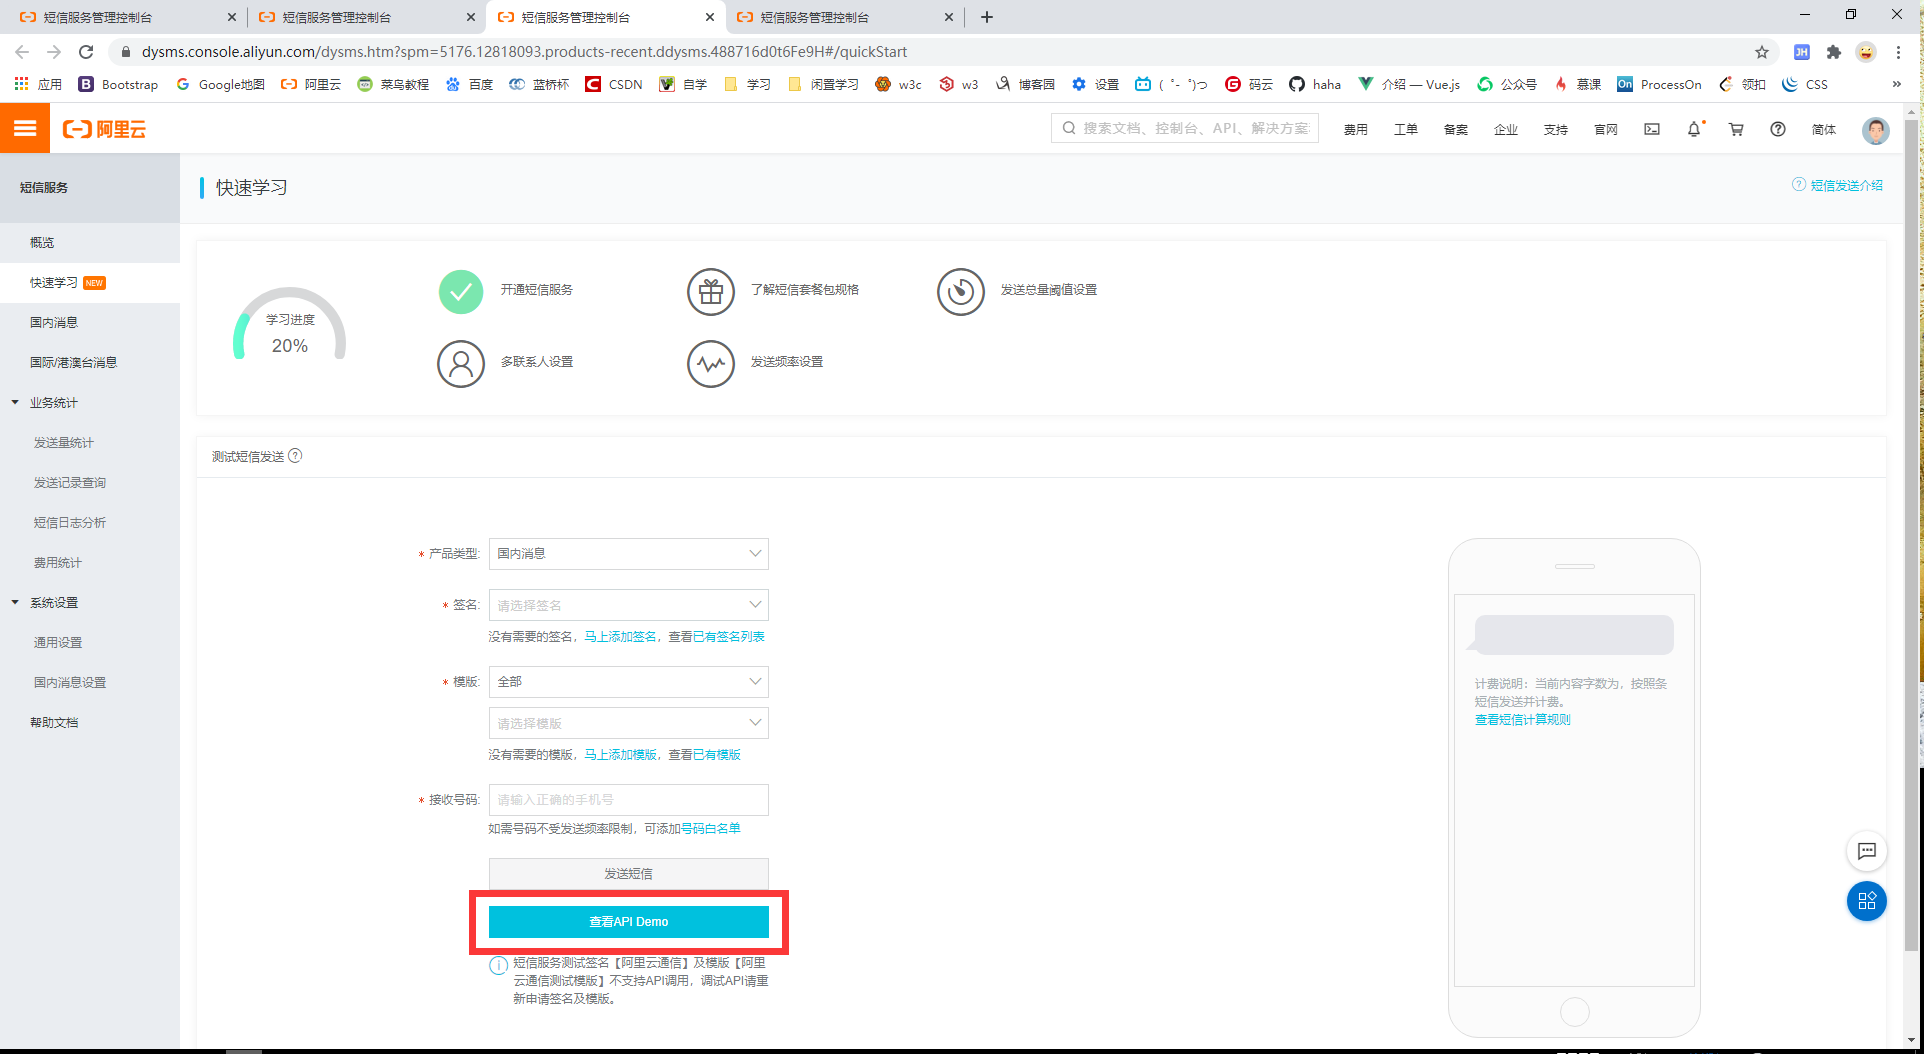 短信服务管理控制台
短信服务管理控制台
短信服务管理控制台
短信服务管理控制台
dysms.console.aliyun.com/dysms.htm?spm=5176.12818093.products-recent.ddysms.488716d0t6Fe9H#/quickStart
JH
应用 Bootstrap Google地图 阿里云 菜鸟教程 百度 蓝桥杯 CSDN 自学 学习 闲置学习 w3c w3 博客园 设置 ( ゜- ゜)つ 码云 haha 介绍 — Vue.js 公众号 慕课 On ProcessOn 领扣 CSS »
阿里云
搜索文档、控制台、API、解决方案
费用 工单 备案 企业 支持 官网 简体
短信服务
概览
快速学习 NEW
国内消息
国际/港澳台消息
业务统计
发送量统计
发送记录查询
短信日志分析
费用统计
系统设置
通用设置
国内消息设置
帮助文档
快速学习
短信发送介绍
学习进度
20%
开通短信服务
了解短信套餐包规格
发送总量阈值设置
多联系人设置
发送频率设置
测试短信发送
* 产品类型: 国内消息
* 签名: 请选择签名
没有需要的签名，马上添加签名，查看已有签名列表
* 模版: 全部
请选择模版
没有需要的模版，马上添加模版，查看已有模版
* 接收号码: 请输入正确的手机号
如需号码不受发送频率限制，可添加号码白名单
发送短信
查看API Demo
短信服务测试签名【阿里云通信】及模版【阿里
云通信测试模版】不支持API调用，调试API请重
新申请签名及模版。
计费说明：当前内容字数为，按照条
短信发送并计费。
查看短信计算规则